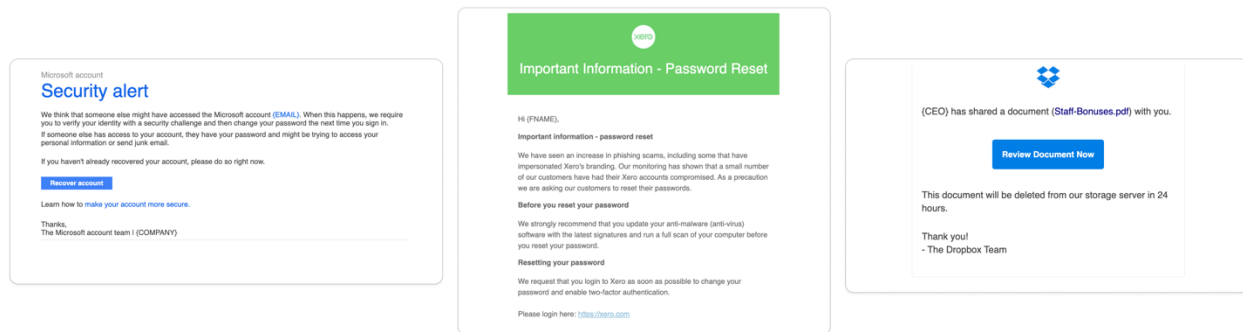 Microsoft account
Security alert
We think that someone else might have accessed the Microsoft account {EMAIL}. When this happens, we require
you to verify your identity with a security challenge and then change your password the next time you sign in.
If someone else has access to your account, they have your password and might be trying to access your
personal information or send junk email.
If you haven't already recovered your account, please do so right now.
Recover account
Learn how to make your account more secure.
Thanks,
The Microsoft account team | {COMPANY}
xero
Important Information - Password Reset
Hi {FNAME},
Important information - password reset
We have seen an increase in phishing scams, including some that have
impersonated Xero's branding. Our monitoring has shown that a small number
of our customers have had their Xero accounts compromised. As a precaution
we are asking our customers to reset their passwords.
Before you reset your password
We strongly recommend that you update your anti-malware (anti-virus)
software with the latest signatures and run a full scan of your computer before
you reset your password.
Resetting your password
We request that you login to Xero as soon as possible to change your
password and enable two-factor authentication.
Please login here: https://xero.com
{CEO} has shared a document (Staff-Bonuses.pdf) with you.
Review Document Now
This document will be deleted from our storage server in 24
hours.
Thank you!
- The Dropbox Team